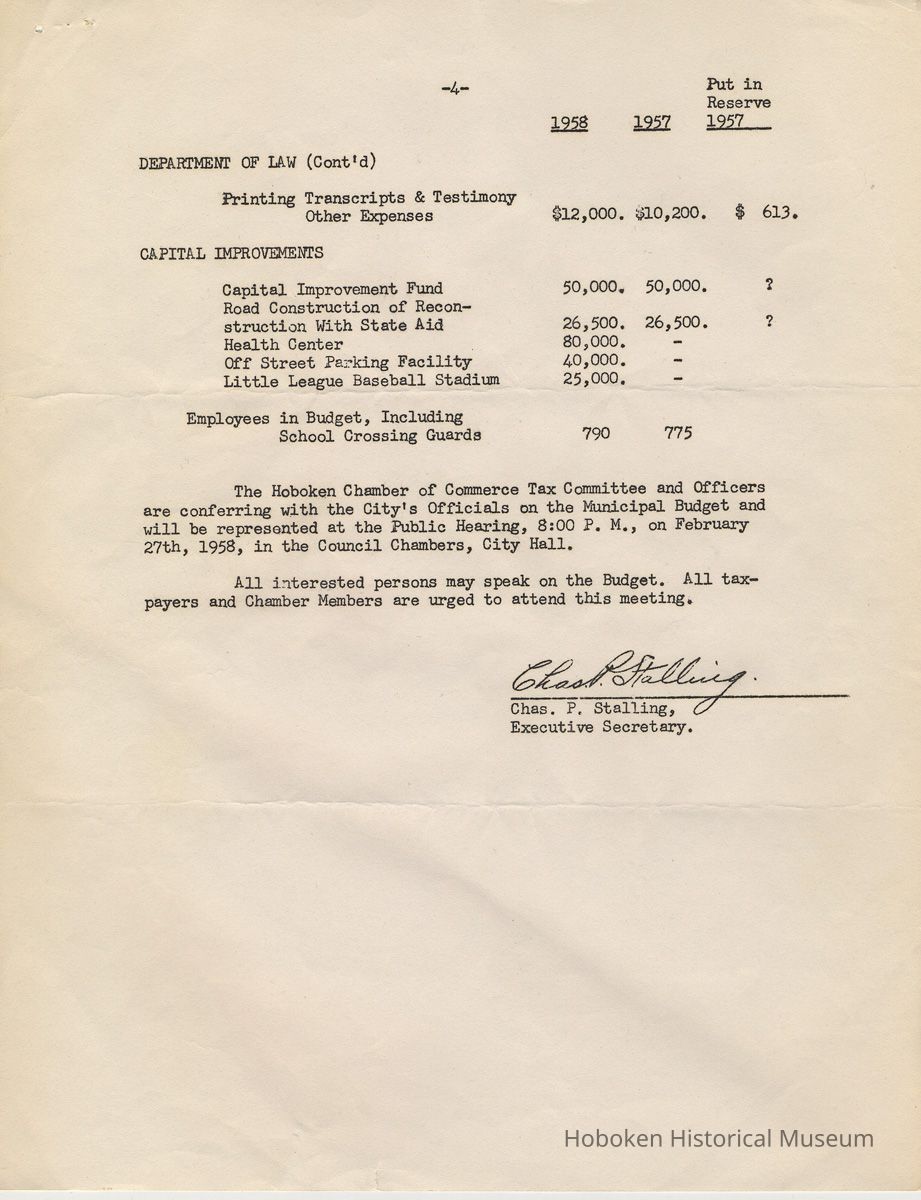 -4-
Put in
Reserve
1958 1957 1957
DEPARTMENT OF LAW (Cont'd)
Printing Transcripts & Testimony
Other Expenses $12,000. $10,200. $ 613.
CAPITAL IMPROVEMENTS
Capital Improvement Fund 50,000. 50,000. ?
Road Construction of Recon-
struction With State Aid 26,500. 26,500. ?
Health Center 80,000. -
Off Street Parking Facility 40,000. -
Little League Baseball Stadium 25,000. -
Employees in Budget, Including
School Crossing Guards 790 775
The Hoboken Chamber of Commerce Tax Committee and Officers
are conferring with the City's Officials on the Municipal Budget and
will be represented at the Public Hearing, 8:00 P. M., on February
27th, 1958, in the Council Chambers, City Hall.
All interested persons may speak on the Budget. All tax-
payers and Chamber Members are urged to attend this meeting.
Chas P. Stalling.
Chas. P. Stalling,
Executive Secretary.
Hoboken Historical Museum